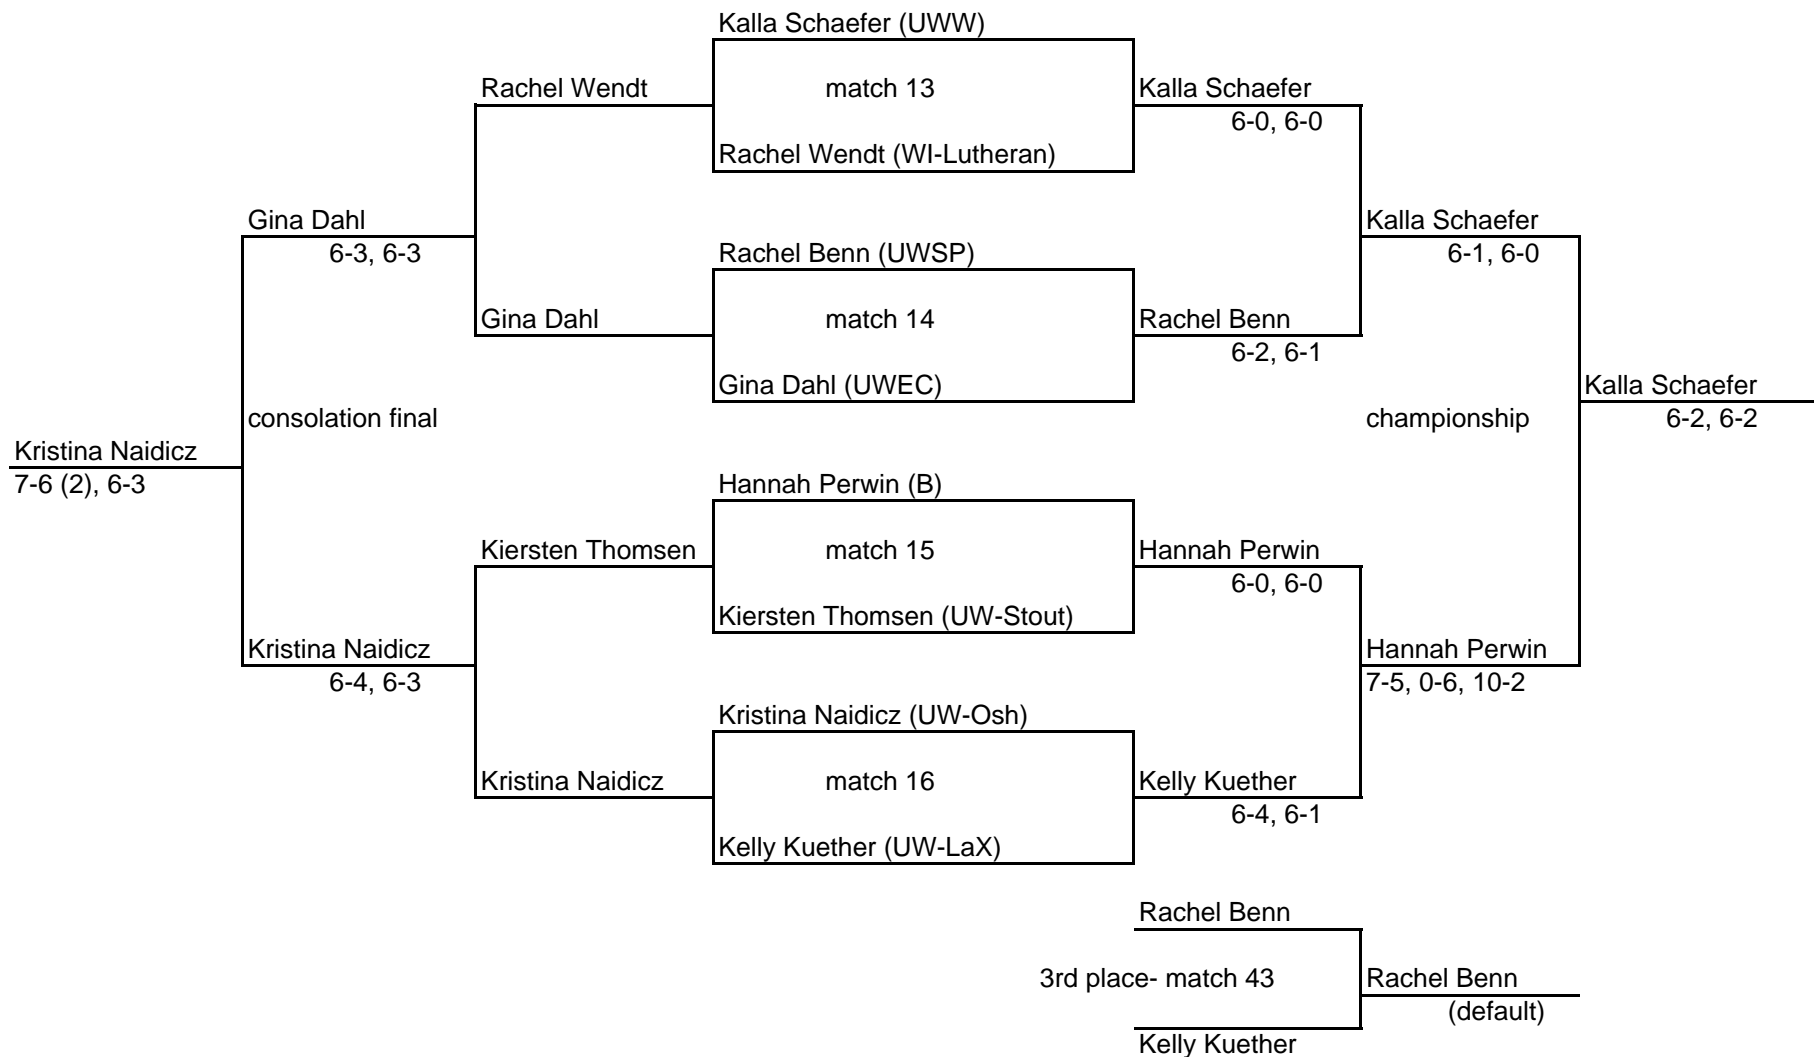 Kalla Schaefer (UWW)
Rachel Wendt match 13 Kalla Schaefer
6-0, 6-0
Rachel Wendt (WI-Lutheran)
Gina Dahl Kalla Schaefer
6-3, 6-3 Rachel Benn (UWSP) 6-1, 6-0
Gina Dahl match 14 Rachel Benn
6-2, 6-1
Gina Dahl (UWEC) Kalla Schaefer
consolation final championship 6-2, 6-2
Kristina Naidicz
7-6 (2), 6-3 Hannah Perwin (B)
Kiersten Thomsen match 15 Hannah Perwin
6-0, 6-0
Kiersten Thomsen (UW-Stout)
Kristina Naidicz Hannah Perwin
6-4, 6-3 7-5, 0-6, 10-2
Kristina Naidicz (UW-Osh)
Kristina Naidicz match 16 Kelly Kuether
6-4, 6-1
Kelly Kuether (UW-LaX)
Rachel Benn
3rd place- match 43 Rachel Benn
(default)
Kelly Kuether